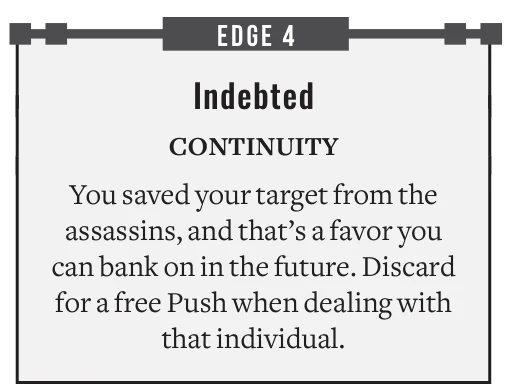 EDGE 4
Indebted
CONTINUITY
You saved your target from the
assassins, and that’s a favor you
can bank on in the future. Discard
for a free Push when dealing with
that individual.